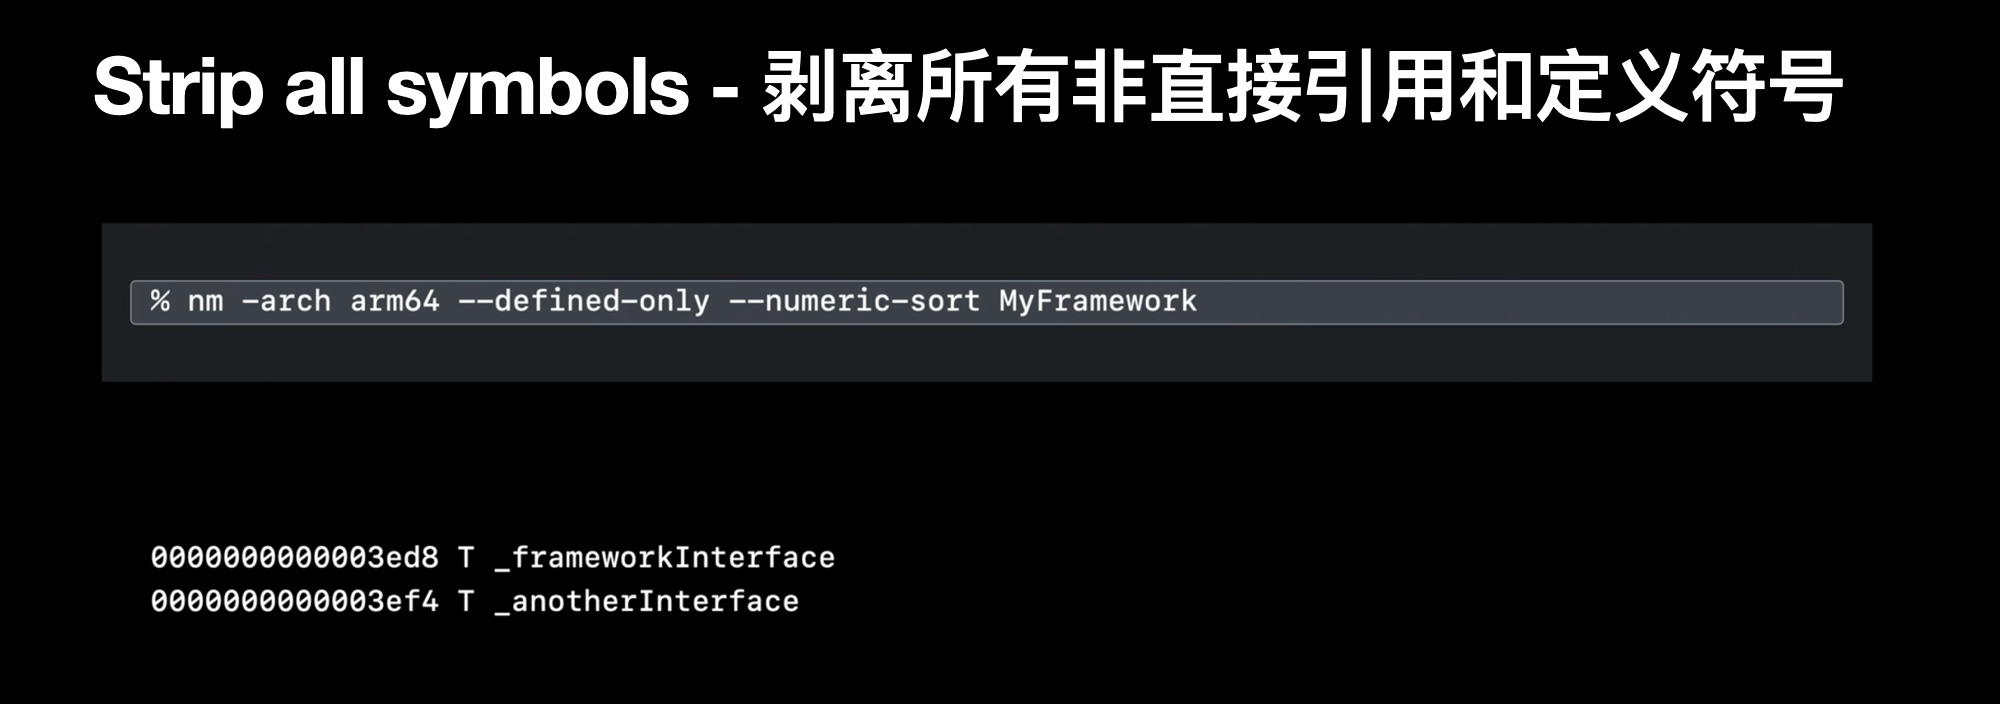 Strip all symbols - 剥离所有非直接引用和定义符号
% nm -arch arm64 --defined-only --numeric-sort MyFramework
0000000000003ed8 T _frameworkInterface
0000000000003ef4 T _anotherInterface